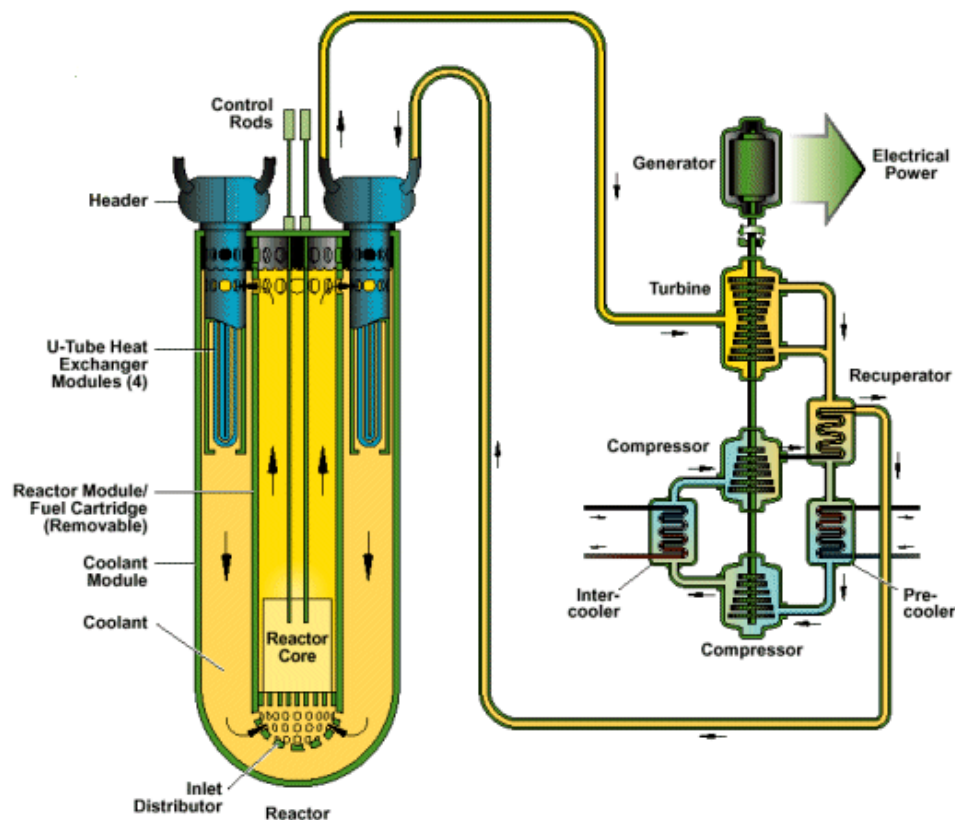 Control
Rods
Header
U-Tube Heat
Exchanger
Modules (4)
Reactor Module/
Fuel Cartridge
(Removable)
Coolant
Module
Coolant
Reactor
Core
Inlet
Distributor
Reactor
Generator
Electrical
Power
Turbine
Recuperator
Compressor
Inter-
cooler
Pre-
cooler
Compressor